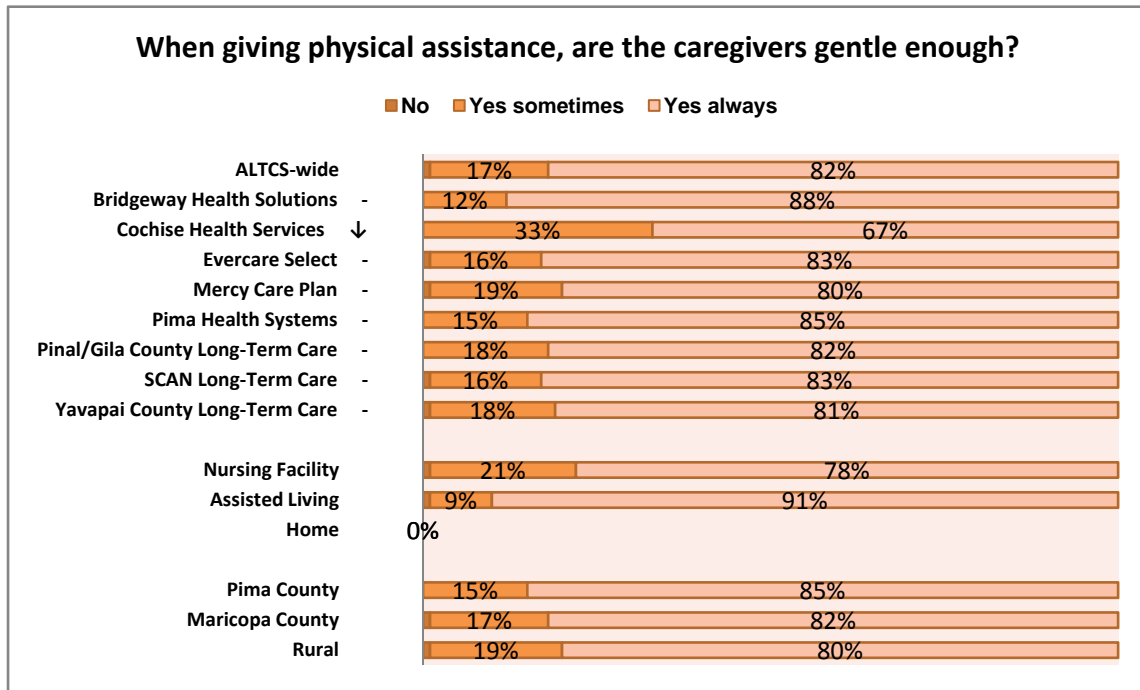 When giving physical assistance, are the caregivers gentle enough?
No Yes sometimes Yes always
ALTCS-wide 17% 82%
Bridgeway Health Solutions - 12% 88%
Cochise Health Services ↓ 33% 67%
Evercare Select - 16% 83%
Mercy Care Plan - 19% 80%
Pima Health Systems - 15% 85%
Pinal/Gila County Long-Term Care - 18% 82%
SCAN Long-Term Care - 16% 83%
Yavapai County Long-Term Care - 18% 81%
Nursing Facility 21% 78%
Assisted Living 9% 91%
Home 0%
Pima County 15% 85%
Maricopa County 17% 82%
Rural 19% 80%